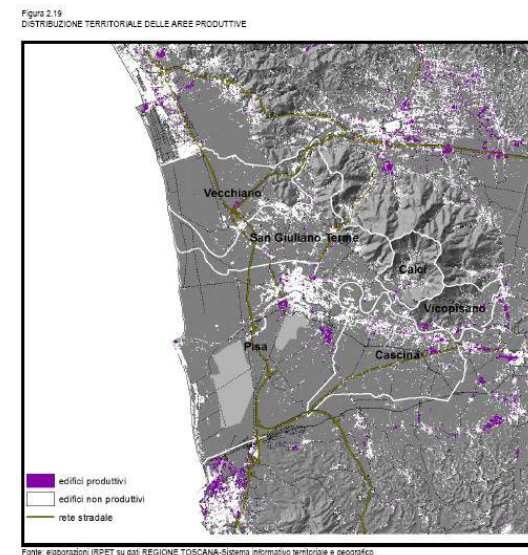 Figura 2.19
DISTRIBUZIONE TERRITORIALE DELLE AREE PRODUTTIVE
Vecchiano
San Giuliano Terme
Calci
Vicopisano
Pisa
Cascina
edifici produttivi
edifici non produttivi
rete stradale
Fonte: elaborazioni IRPET su dati REGIONE TOSCANA-Sistema informativo territoriale e geografico